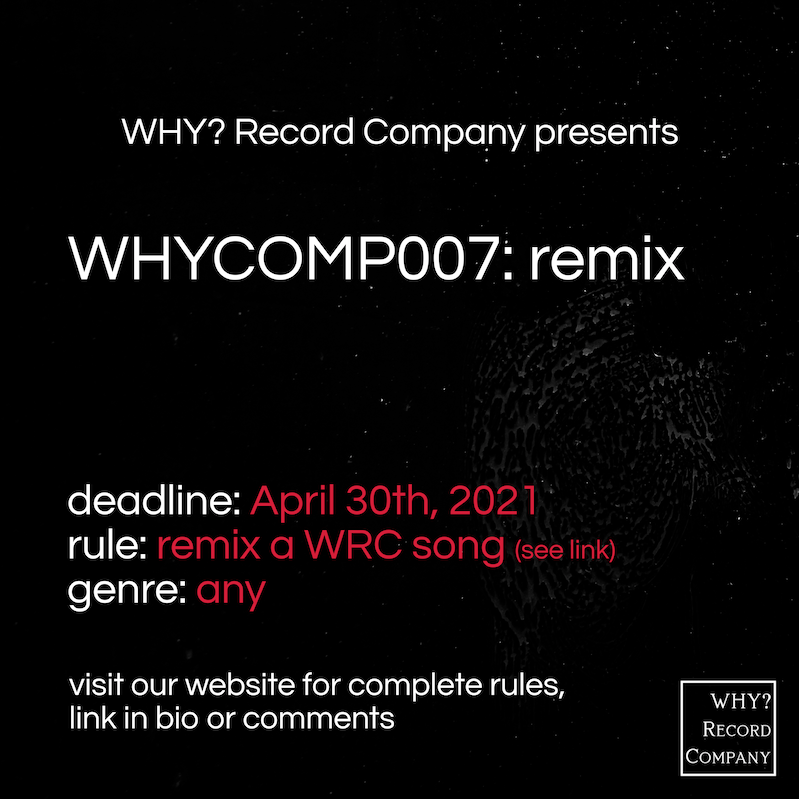 WHY? Record Company presents
WHYCOMP007: remix
deadline: April 30th, 2021
rule: remix a WRC song (see link)
genre: any
visit our website for complete rules,
link in bio or comments
WHY?
RECORD
COMPANY